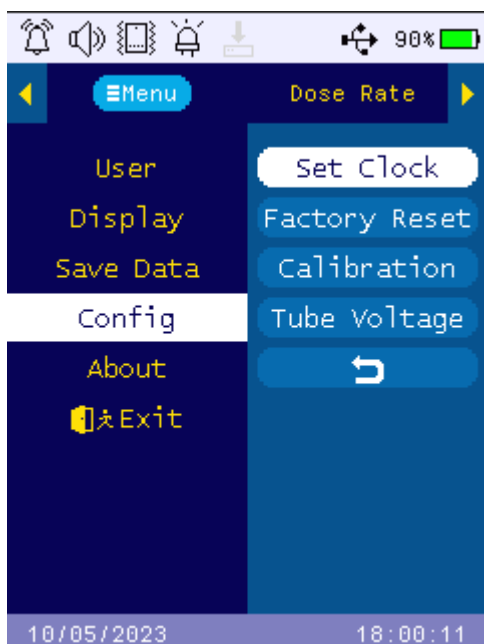 90%
Menu Dose Rate
User Set Clock
Display Factory Reset
Save Data Calibration
Config Tube Voltage
About
Exit
10/05/2023 18:00:11